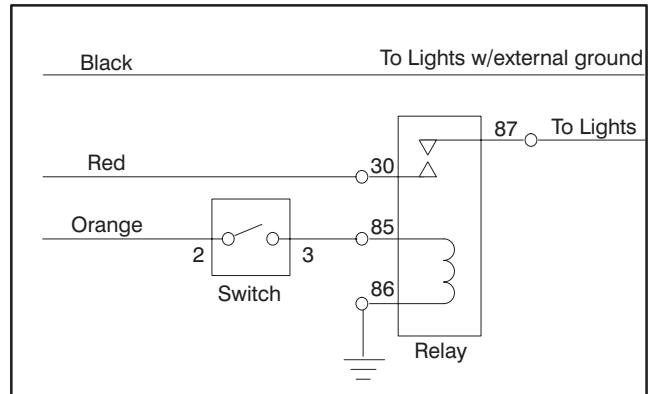 Black
To Lights w/external ground
87
To Lights
Red
30
Orange
85
2
3
Switch
86
Relay